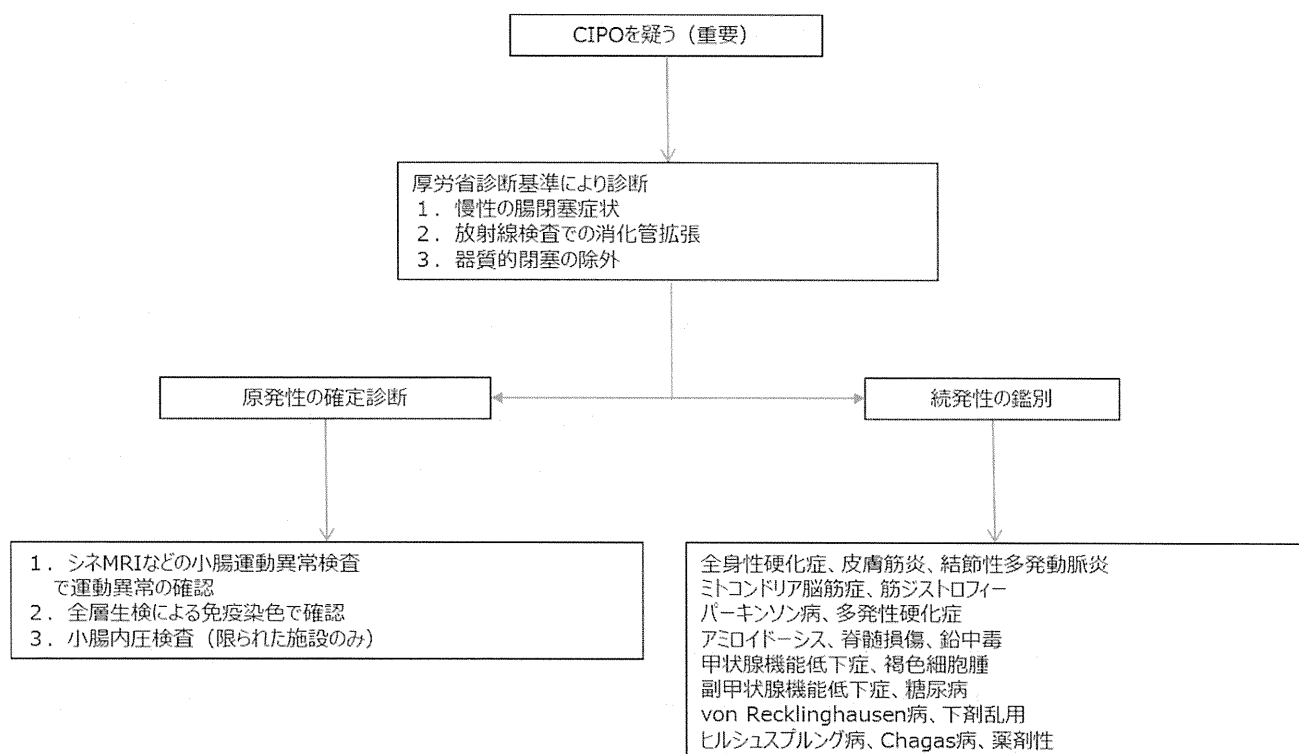 CIPOを疑う（重要）
厚労省診断基準により診断
1．慢性の腸閉塞症状
2．放射線検査での消化管拡張
3．器質的閉塞の除外
原発性の確定診断
続発性の鑑別
1．シネMRIなどの小腸運動異常検査
で運動異常の確認
2．全層生検による免疫染色で確認
3．小腸内圧検査（限られた施設のみ）
全身性硬化症、皮膚筋炎、結節性多発動脈炎
ミトコンドリア脳筋症、筋ジストロフィー
パーキンソン病、多発性硬化症
アミロイドーシス、脊髄損傷、鉛中毒
甲状腺機能低下症、褐色細胞腫
副甲状腺機能低下症、糖尿病
von Recklinghausen病、下剤乱用
ヒルシュスプルング病、Chagas病、薬剤性